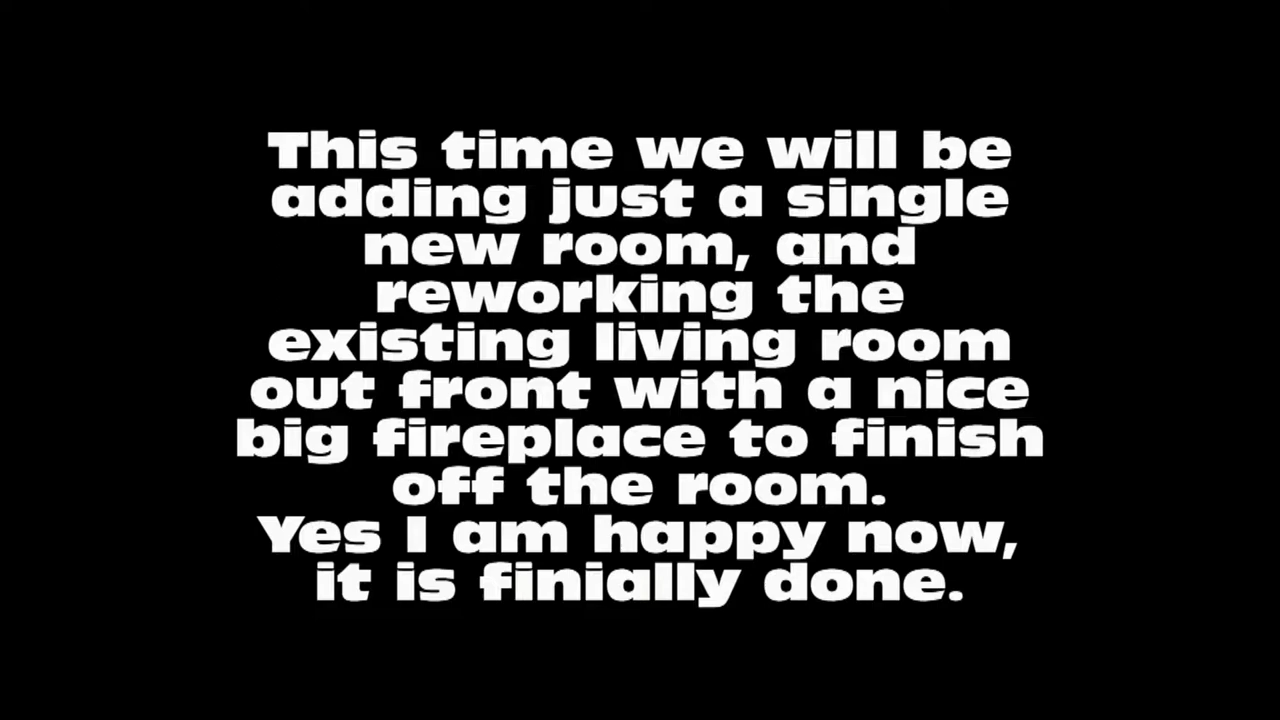 This time we will be
adding just a single
new room, and
reworking the
existing living room
out front with a nice
big fireplace to finish
off the room.
Yes I am happy now,
it is finially done.